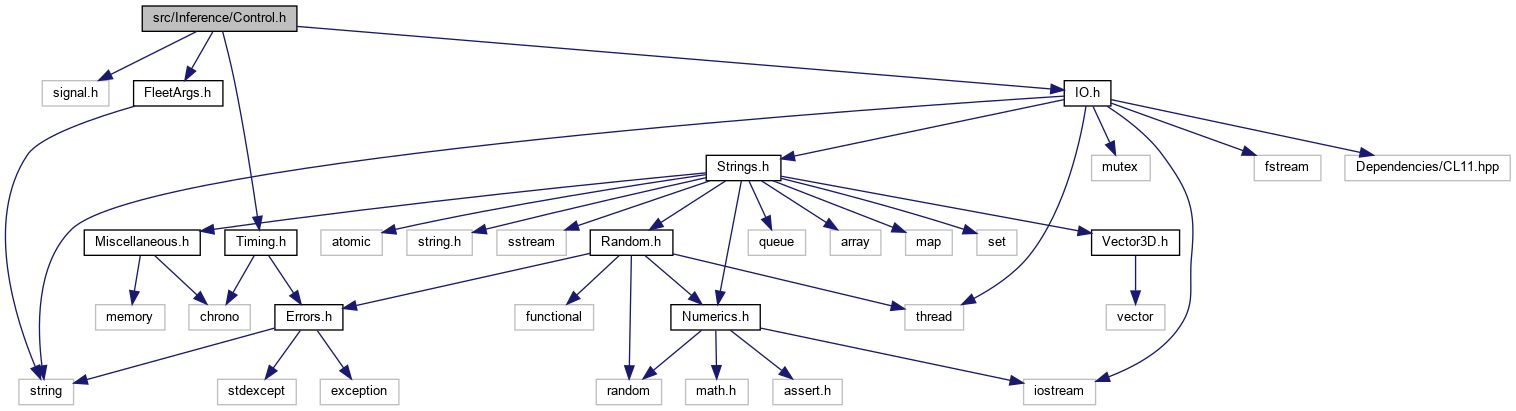 src/Inference/Control.h
signal.h
FleetArgs.h
IO.h
Strings.h
mutex
fstream
Dependencies/CL11.hpp
Miscellaneous.h
Timing.h
atomic
string.h
sstream
Random.h
queue
array
map
set
Vector3D.h
memory
chrono
Errors.h
functional
Numerics.h
thread
vector
string
stdexcept
exception
random
math.h
assert.h
iostream